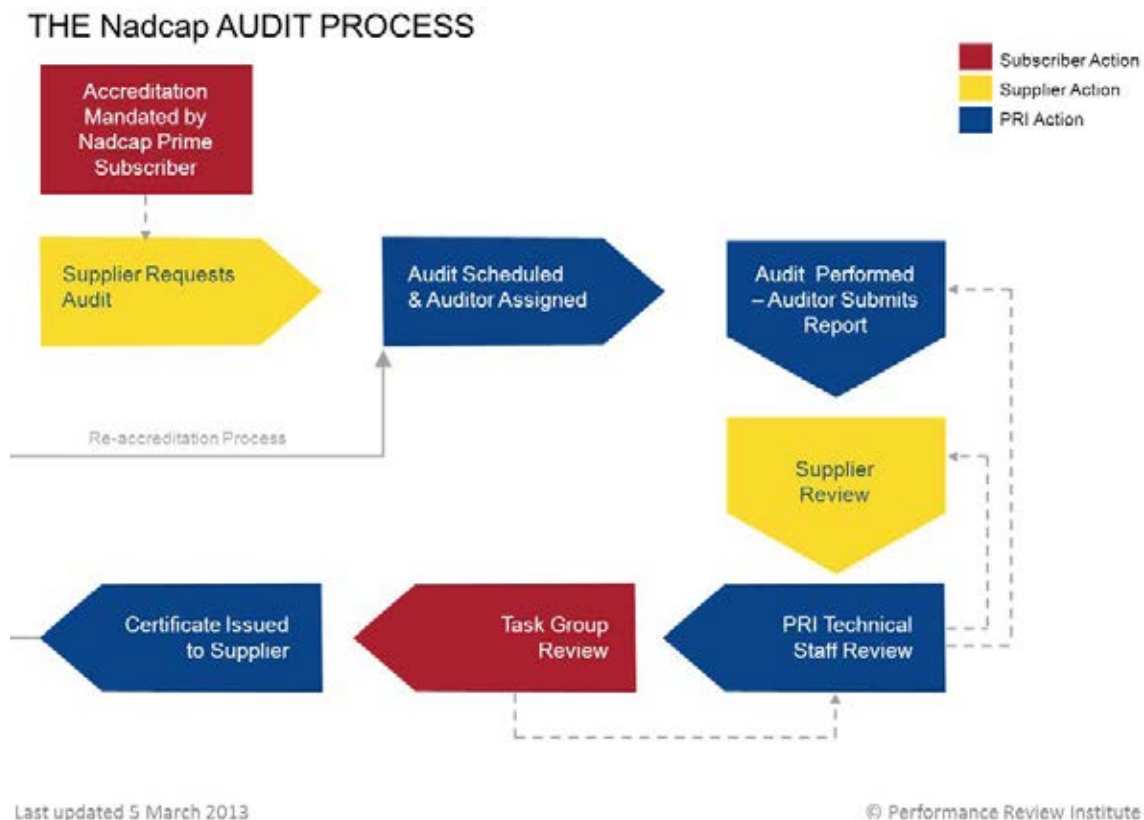 THE Nadcap AUDIT PROCESS
Subscriber Action
Supplier Action
PRI Action
Accreditation
Mandated by
Nadcap Prime
Subscriber
Supplier Requests
Audit
Audit Scheduled
& Auditor Assigned
Audit Performed
– Auditor Submits
Report
Re-accreditation Process
Supplier
Review
Certificate Issued
to Supplier
Task Group
Review
PRI Technical
Staff Review
Last updated 5 March 2013
© Performance Review Institute